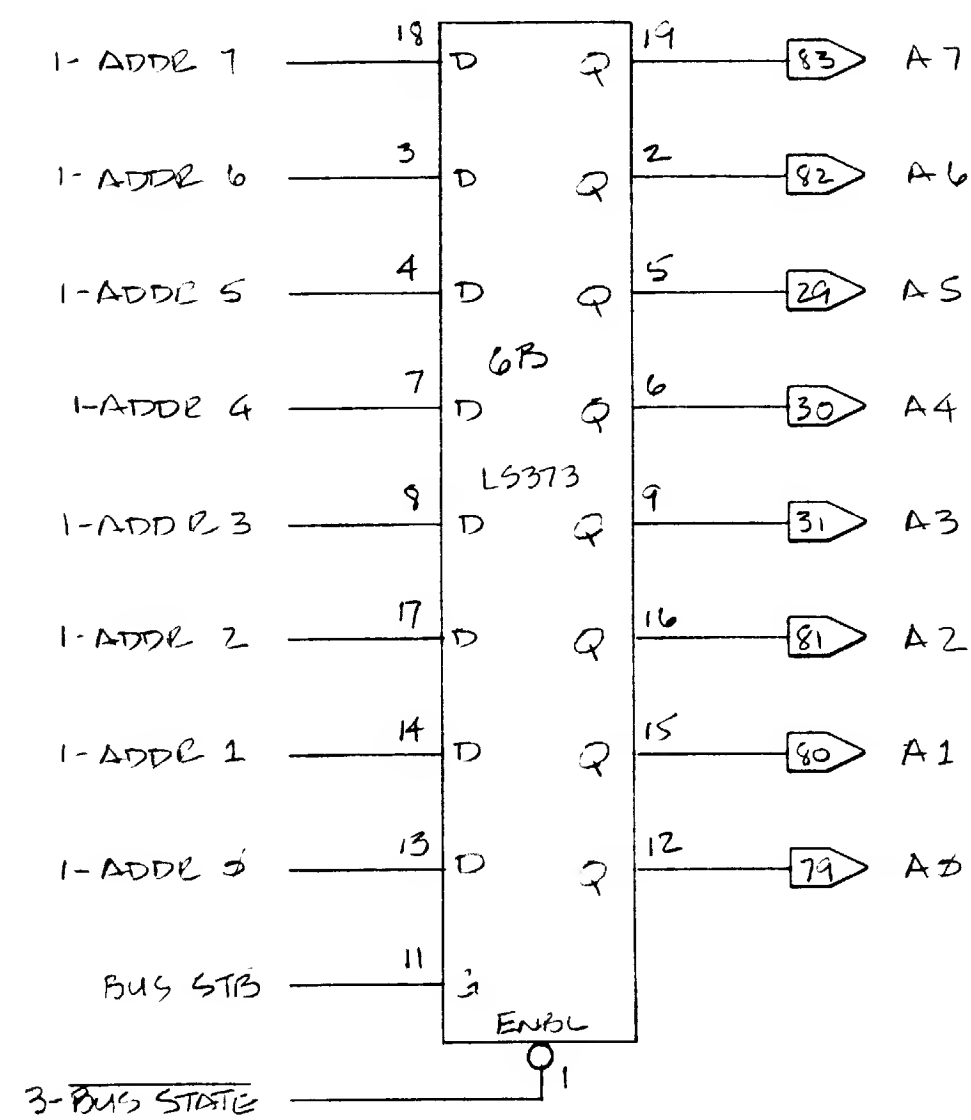 1- ADDR 7 18 D Q 19 83 A7
1- ADDR 6 3 D Q 2 82 A6
1-ADDR 5 4 D Q 5 29 A5
6B
1-ADDR 4 7 D Q 6 30 A4
LS373
1-ADDR 3 8 D Q 9 31 A3
1-ADDR 2 17 D Q 16 81 A2
1-ADDR 1 14 D Q 15 80 A1
1-ADDR 0 13 D Q 12 79 A0
BUS STB 11 G
ENBL
1
3-BUS STATE